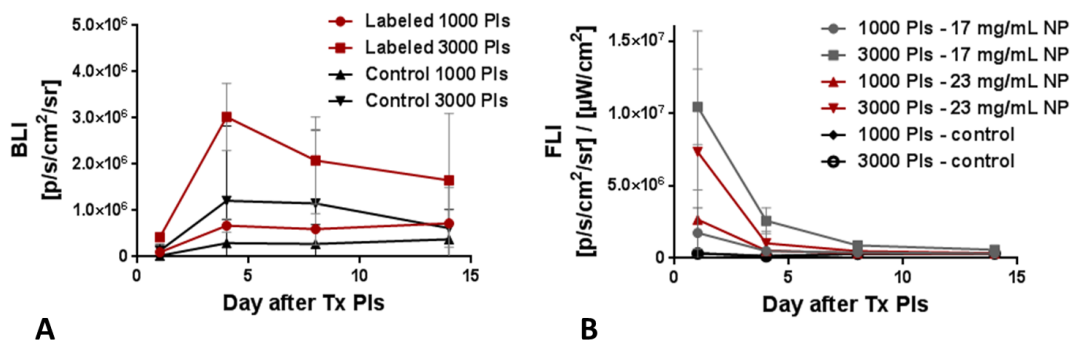 BLI
[p/s/cm²/sr]
5.0×10⁶
4.0×10⁶
3.0×10⁶
2.0×10⁶
1.0×10⁶
0
0 5 10 15
Day after Tx PIs
Labeled 1000 PIs
Labeled 3000 PIs
Control 1000 PIs
Control 3000 PIs
A
FLI
[p/s/cm²/sr] / [µW/cm²]
1.5×10⁷
1.0×10⁷
5.0×10⁶
0
0 5 10 15
Day after Tx PIs
1000 PIs - 17 mg/mL NP
3000 PIs - 17 mg/mL NP
1000 PIs - 23 mg/mL NP
3000 PIs - 23 mg/mL NP
1000 PIs - control
3000 PIs - control
B